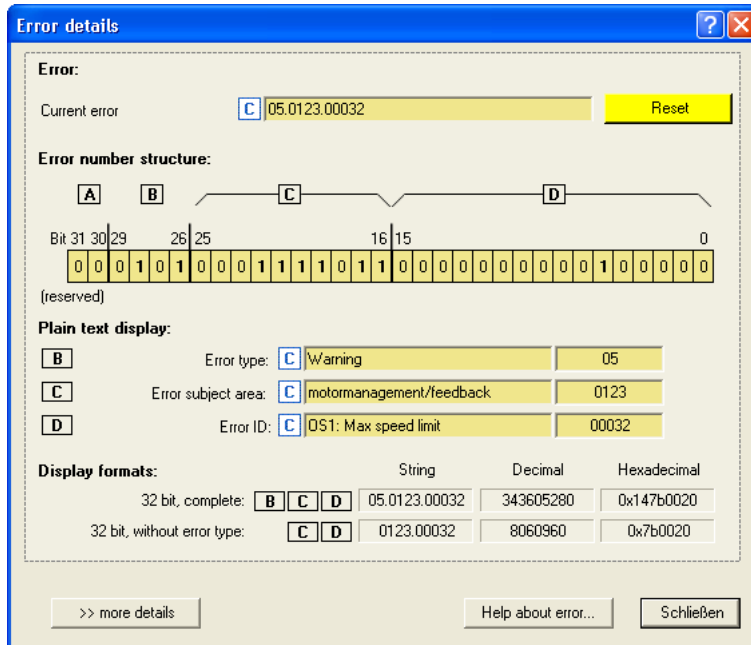 Error details
Error:
Current error C 05.0123.00032 Reset
Error number structure:
A B C D
Bit 31 30 29 26 25 16 15 0
0 0 0 1 0 1 0 0 0 1 1 1 1 0 1 1 0 0 0 0 0 0 0 0 0 0 1 0 0 0 0 0
(reserved)
Plain text display:
B Error type: C Warning 05
C Error subject area: C motormanagement/feedback 0123
D Error ID: C OS1: Max speed limit 00032
Display formats: String Decimal Hexadecimal
32 bit, complete: B C D 05.0123.00032 343605280 0x147b0020
32 bit, without error type: C D 0123.00032 8060960 0x7b0020
>> more details Help about error... Schließen